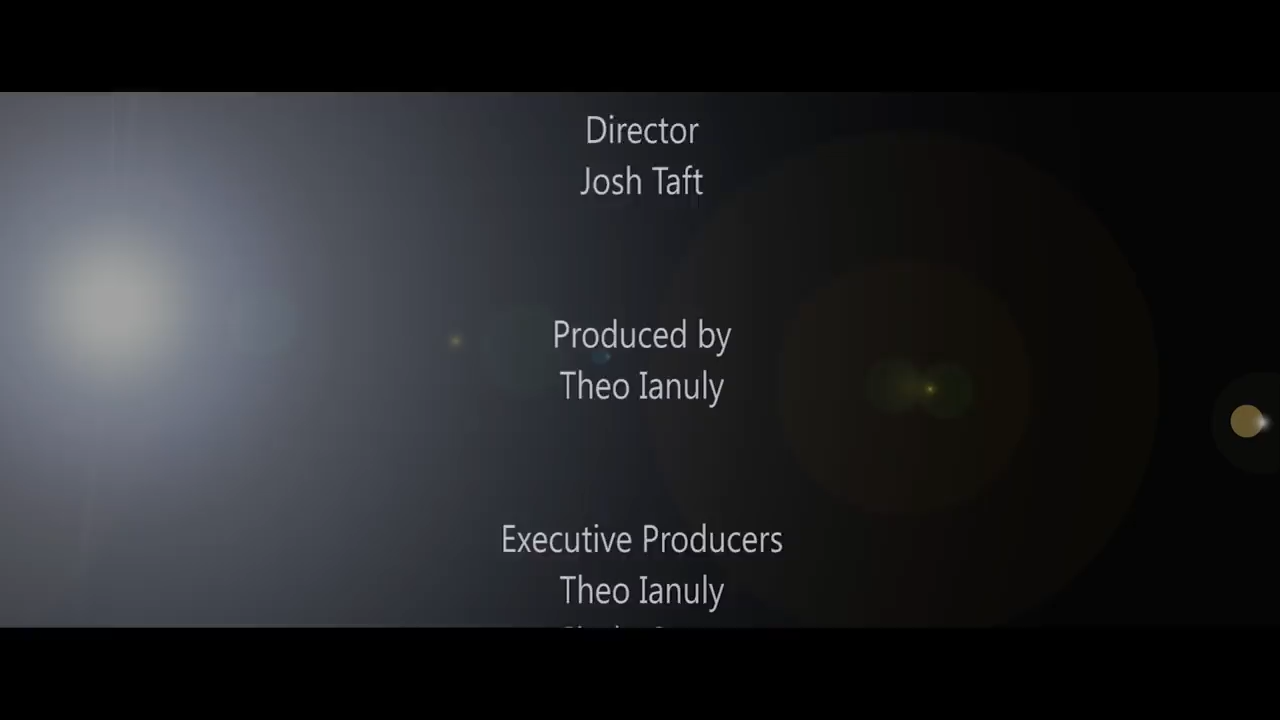 Director
Josh Taft
Produced by
Theo Ianuly
Executive Producers
Theo Ianuly